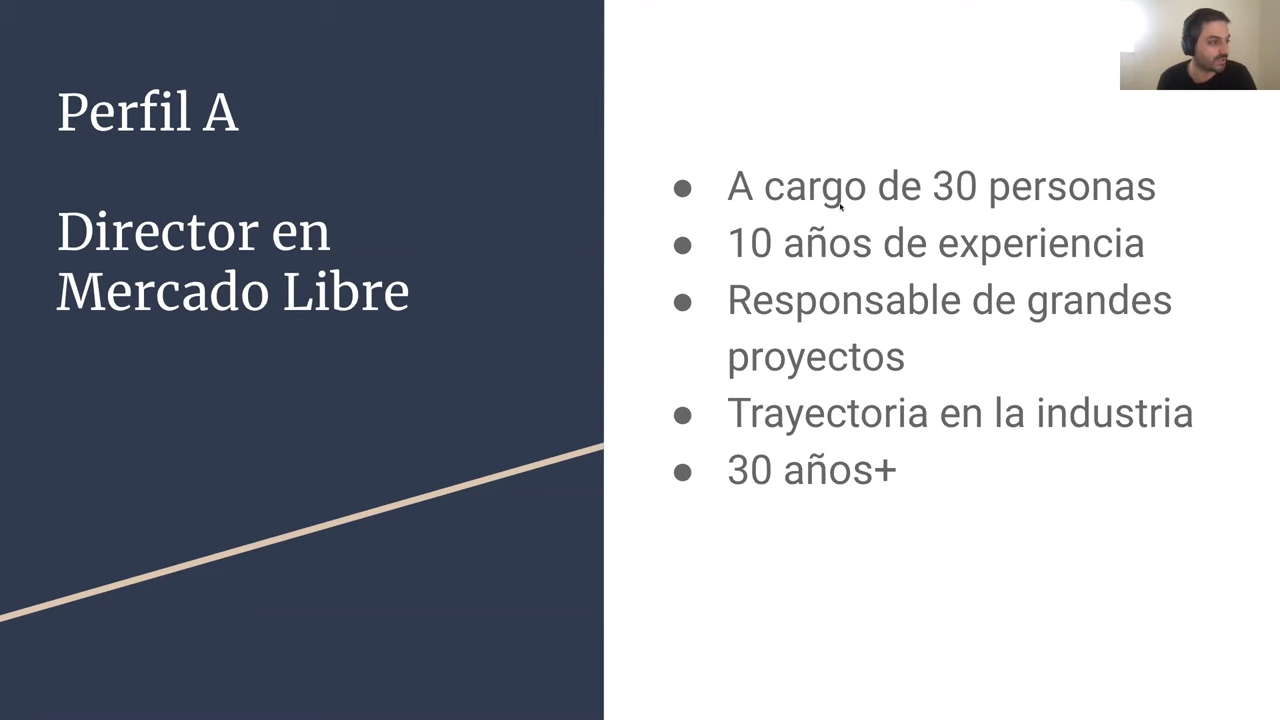 Perfil A
Director en
Mercado Libre
● A cargo de 30 personas
● 10 años de experiencia
● Responsable de grandes
proyectos
● Trayectoria en la industria
● 30 años+